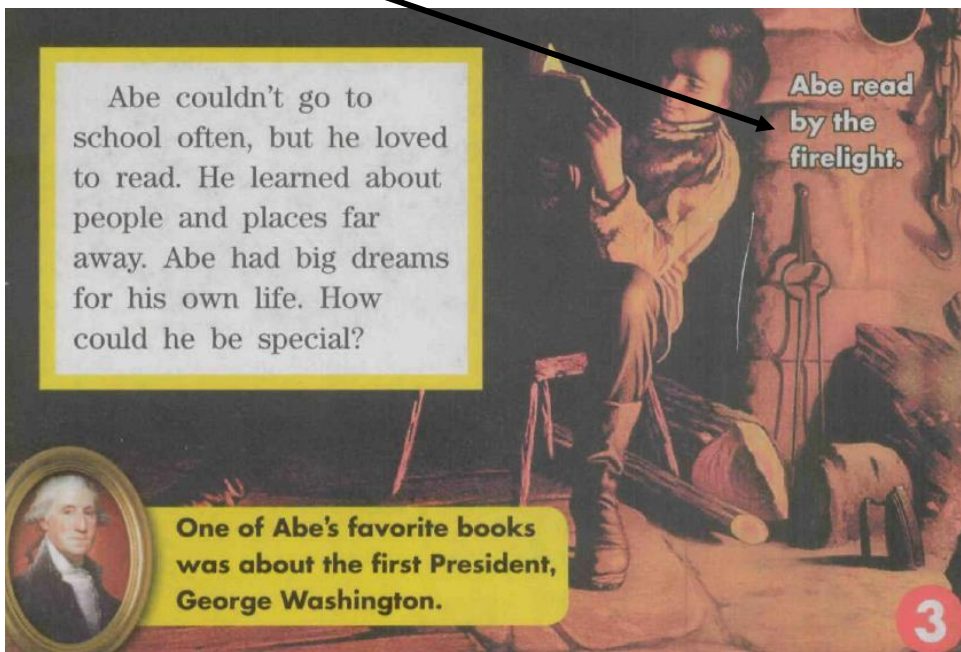 Abe couldn't go to
school often, but he loved
to read. He learned about
people and places far
away. Abe had big dreams
for his own life. How
could he be special?
Abe read
by the
firelight.
One of Abe's favorite books
was about the first President,
George Washington.
3